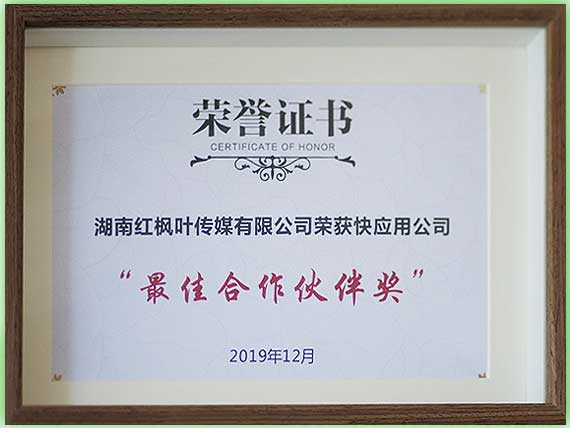 荣誉证书
CERTIFICATE OF HONOR
湖南红枫叶传媒有限公司荣获快应用公司
“最佳合作伙伴奖”
2019年12月